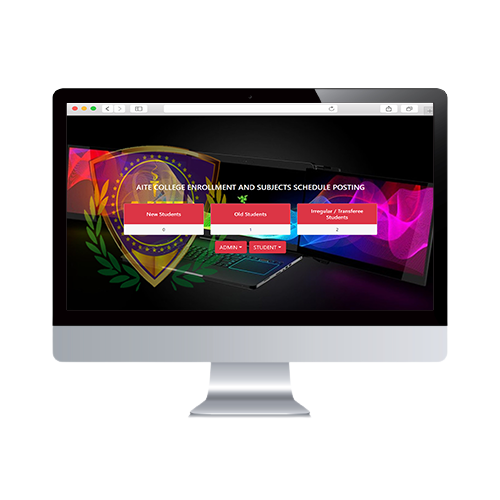 AITE COLLEGE ENROLLMENT AND SUBJECTS SCHEDULE POSTING
New Students
Old Students
Irregular / Transferee
Students
0
1
2
ADMIN
STUDENT